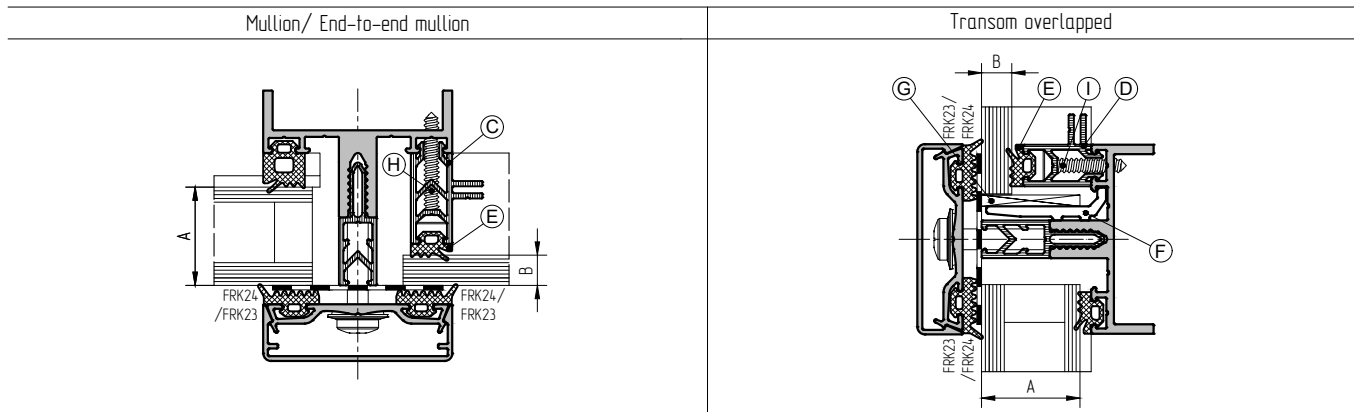 Mullion/ End-to-end mullion
Transom overlapped
C
H
E
A
B
FRK24
/FRK23
FRK24/
FRK23
B
G
FRK23/
FRK24
E
I
D
F
FRK23
/FRK24
A